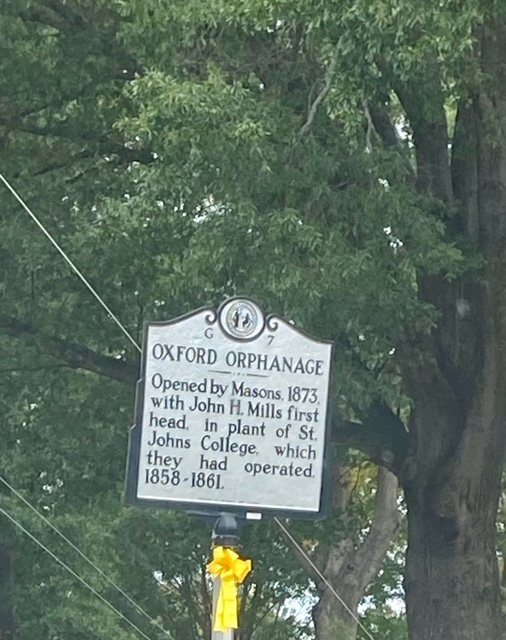 G 7
OXFORD ORPHANAGE
Opened by Masons, 1873,
with John H. Mills first
head, in plant of St.
Johns College, which
they had operated,
1858-1861.